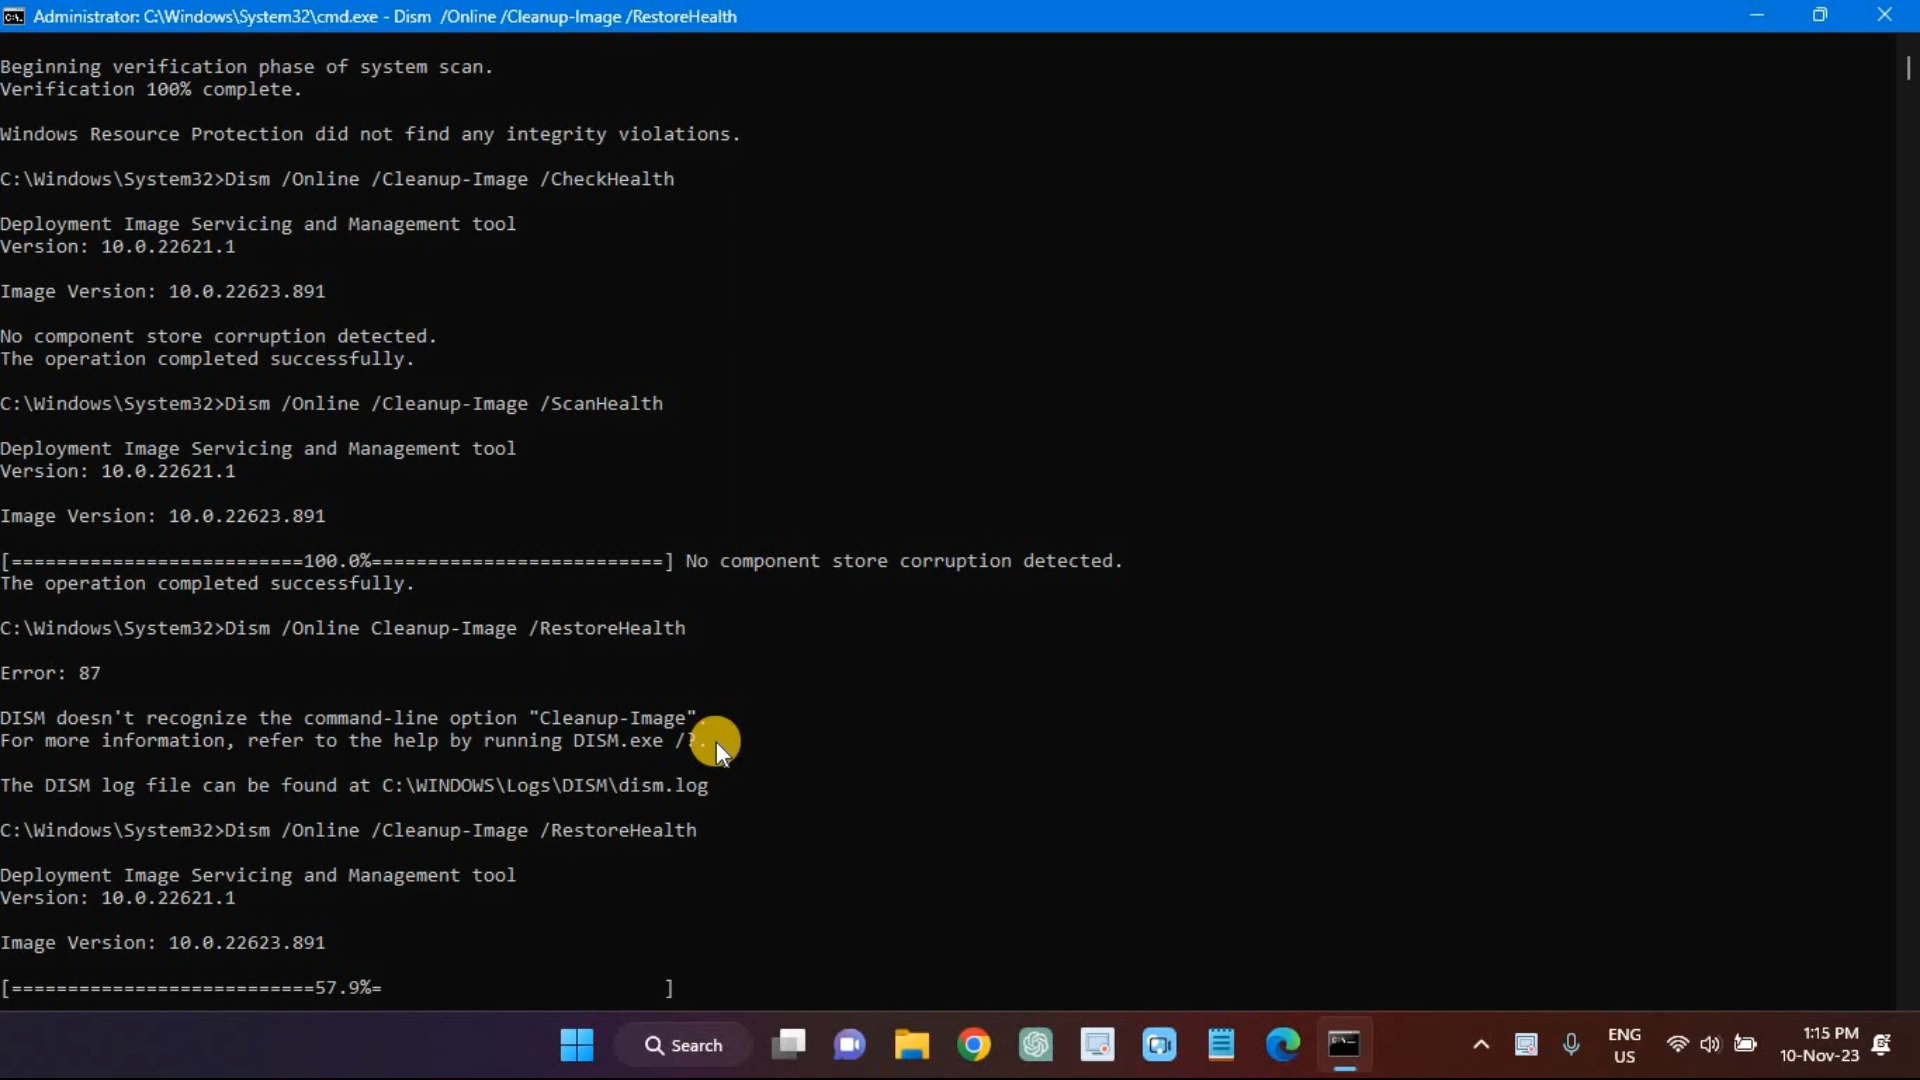 Administrator: C:\Windows\System32\cmd.exe - Dism /Online /Cleanup-Image /RestoreHealth
Beginning verification phase of system scan.
Verification 100% complete.
Windows Resource Protection did not find any integrity violations.
C:\Windows\System32>Dism /Online /Cleanup-Image /CheckHealth
Deployment Image Servicing and Management tool
Version: 10.0.22621.1
Image Version: 10.0.22623.891
No component store corruption detected.
The operation completed successfully.
C:\Windows\System32>Dism /Online /Cleanup-Image /ScanHealth
Deployment Image Servicing and Management tool
Version: 10.0.22621.1
Image Version: 10.0.22623.891
[==========================100.0%==========================] No component store corruption detected.
The operation completed successfully.
C:\Windows\System32>Dism /Online Cleanup-Image /RestoreHealth
Error: 87
DISM doesn't recognize the command-line option "Cleanup-Image".
For more information, refer to the help by running DISM.exe /?.
The DISM log file can be found at C:\WINDOWS\Logs\DISM\dism.log
C:\Windows\System32>Dism /Online /Cleanup-Image /RestoreHealth
Deployment Image Servicing and Management tool
Version: 10.0.22621.1
Image Version: 10.0.22623.891
[===========================57.9%=                          ]
Search
ENG
US
1:15 PM
10-Nov-23